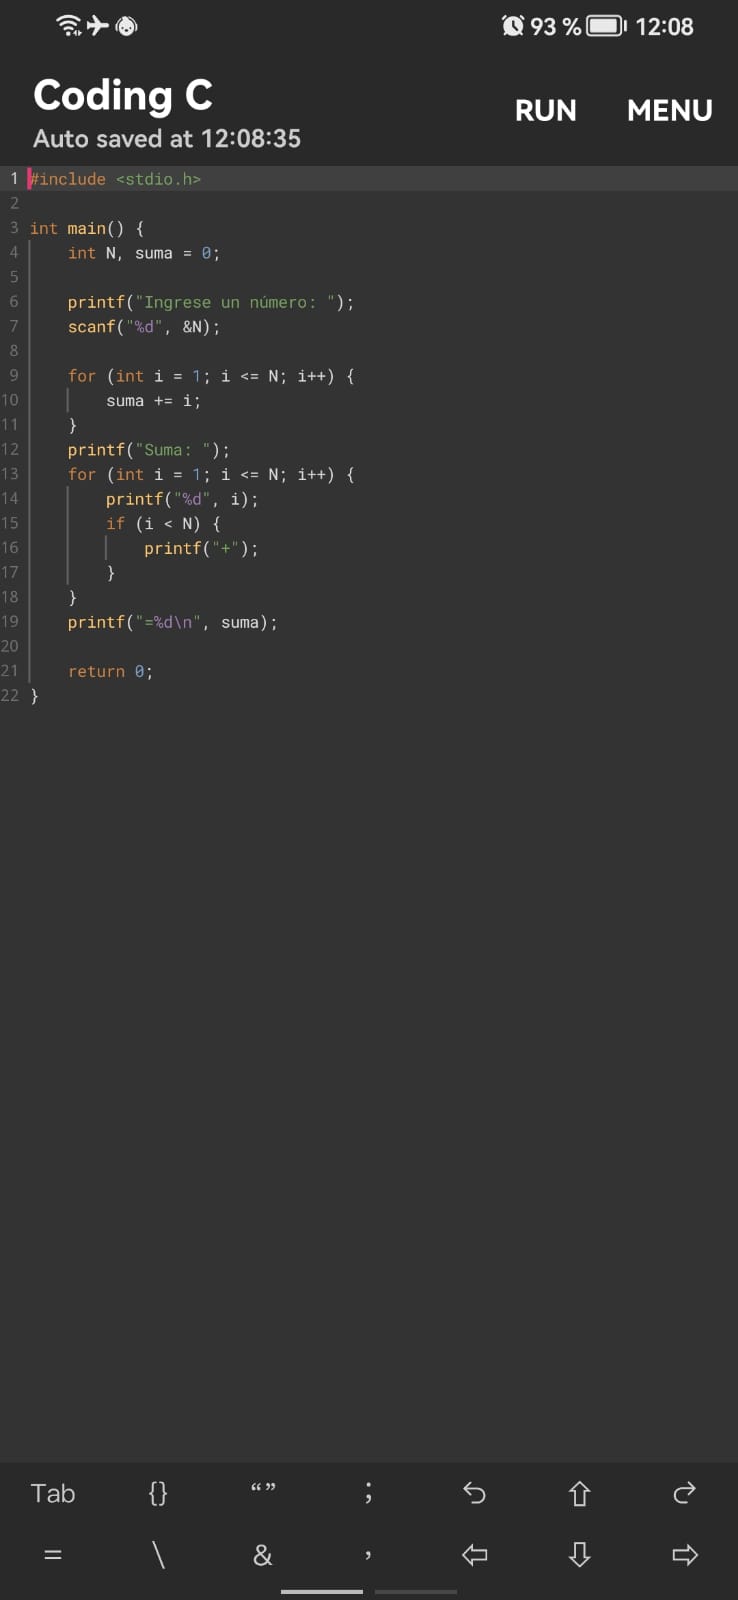 93 % 12:08
Coding C
RUN MENU
Auto saved at 12:08:35
1 #include <stdio.h>
2
3 int main() {
4     int N, suma = 0;
5
6     printf("Ingrese un número: ");
7     scanf("%d", &N);
8
9     for (int i = 1; i <= N; i++) {
10         suma += i;
11     }
12     printf("Suma: ");
13     for (int i = 1; i <= N; i++) {
14         printf("%d", i);
15         if (i < N) {
16             printf("+");
17         }
18     }
19     printf("=%d\n", suma);
20
21     return 0;
22 }
Tab {} “” ;
= \ & ,